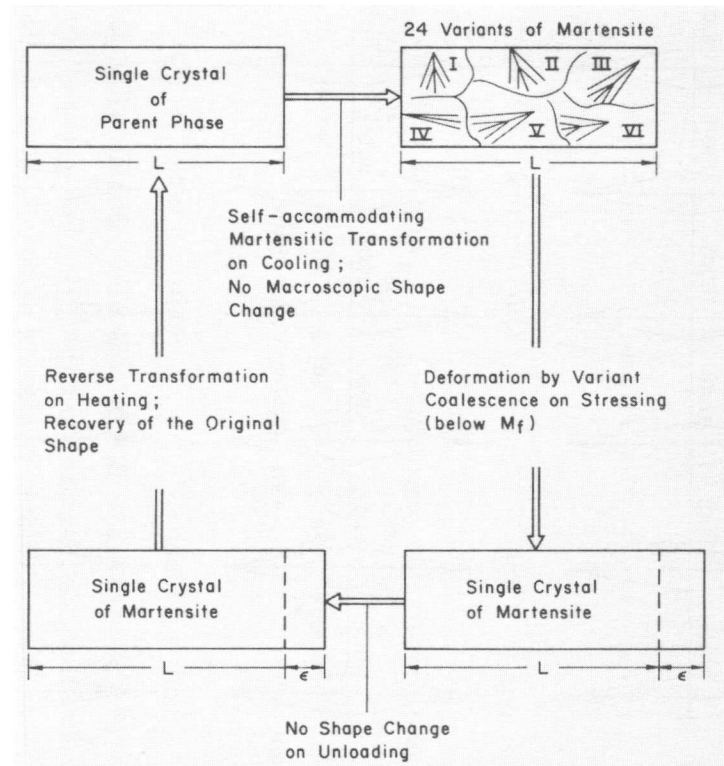 24 Variants of Martensite
Single Crystal
of
Parent Phase
I
II
III
IV
V
VI
L
L
Self-accommodating
Martensitic Transformation
on Cooling;
No Macroscopic Shape
Change
Reverse Transformation
on Heating;
Recovery of the Original
Shape
Deformation by Variant
Coalescence on Stressing
(below Mf)
Single Crystal
of Martensite
Single Crystal
of Martensite
L
ϵ
L
ϵ
No Shape Change
on Unloading